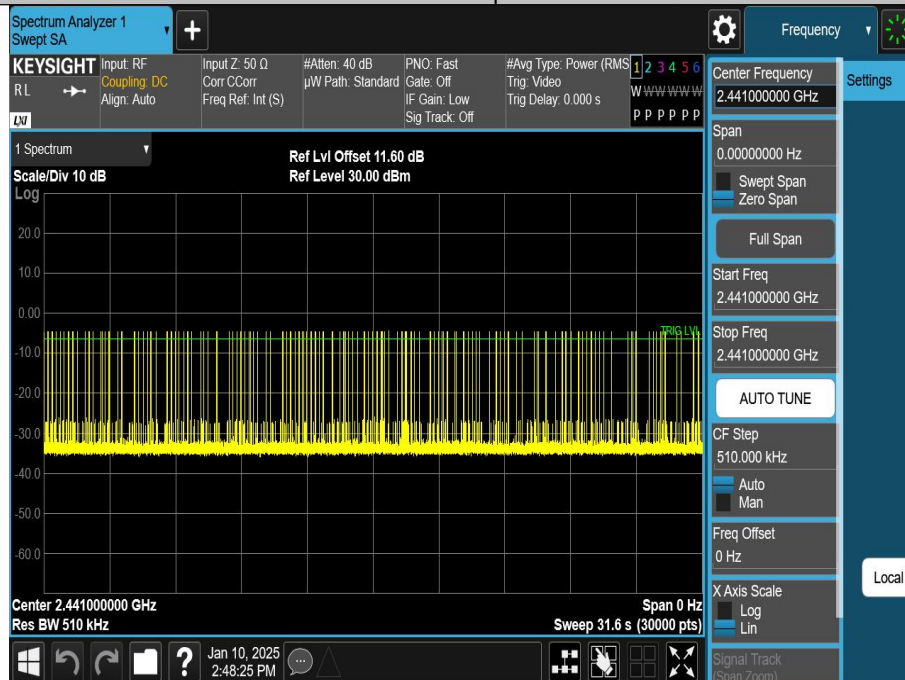 Spectrum Analyzer 1
Swept SA
+
Frequency
KEYSIGHT
RL
LXI
Input: RF
Coupling: DC
Align: Auto
Input Z: 50 Ω
Corr CCorr
Freq Ref: Int (S)
#Atten: 40 dB
µW Path: Standard
PNO: Fast
Gate: Off
IF Gain: Low
Sig Track: Off
#Avg Type: Power (RMS
Trig: Video
Trig Delay: 0.000 s
1 2 3 4 5 6
W W W W W W
P P P P P P
1 Spectrum
Scale/Div 10 dB
Ref Lvl Offset 11.60 dB
Ref Level 30.00 dBm
Log
20.0
10.0
0.00
TRIG LVL
-10.0
-20.0
-30.0
-40.0
-50.0
-60.0
Center 2.441000000 GHz
Res BW 510 kHz
Span 0 Hz
Sweep 31.6 s (30000 pts)
Center Frequency
2.441000000 GHz
Settings
Span
0.00000000 Hz
Swept Span
Zero Span
Full Span
Start Freq
2.441000000 GHz
Stop Freq
2.441000000 GHz
AUTO TUNE
CF Step
510.000 kHz
Auto
Man
Freq Offset
0 Hz
Local
X Axis Scale
Log
Lin
Signal Track
(Span Zoom)
?
Jan 10, 2025
2:48:25 PM